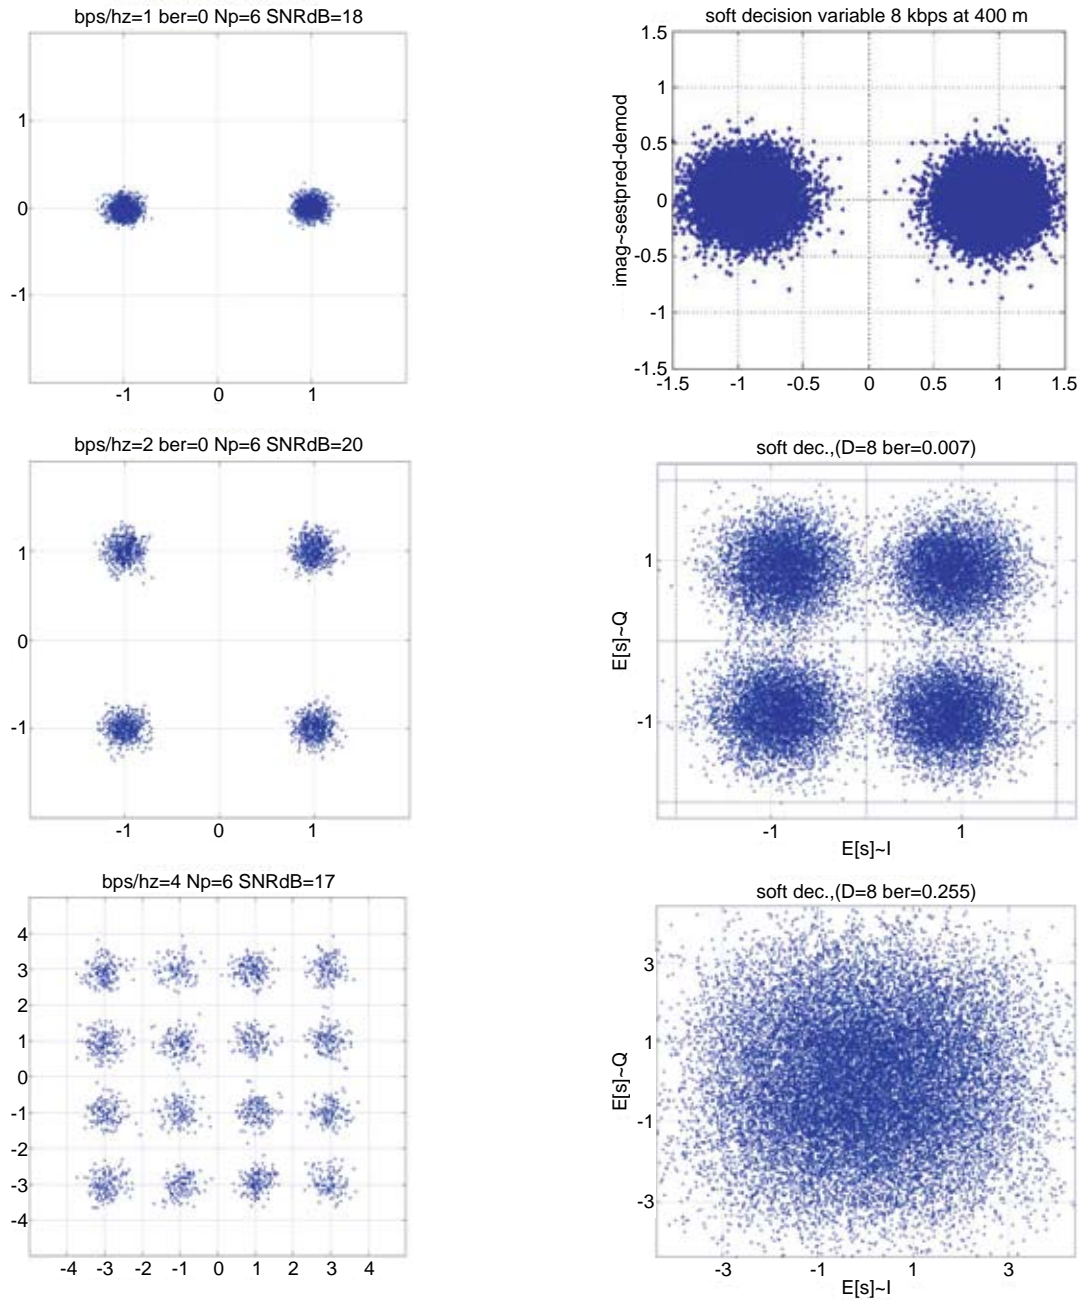 bps/hz=1 ber=0 Np=6 SNRdB=18
1
0
-1
-1 0 1
soft decision variable 8 kbps at 400 m
imag~sestpred-demod
1.5
1
0.5
0
-0.5
-1
-1.5
-1.5 -1 -0.5 0 0.5 1 1.5
bps/hz=2 ber=0 Np=6 SNRdB=20
1
0
-1
-1 0 1
soft dec.,(D=8 ber=0.007)
E[s]~Q
1
-1
-1 1
E[s]~I
bps/hz=4 Np=6 SNRdB=17
4
3
2
1
0
-1
-2
-3
-4
-4 -3 -2 -1 0 1 2 3 4
soft dec.,(D=8 ber=0.255)
E[s]~Q
3
1
-1
-3
-3 -1 1 3
E[s]~I